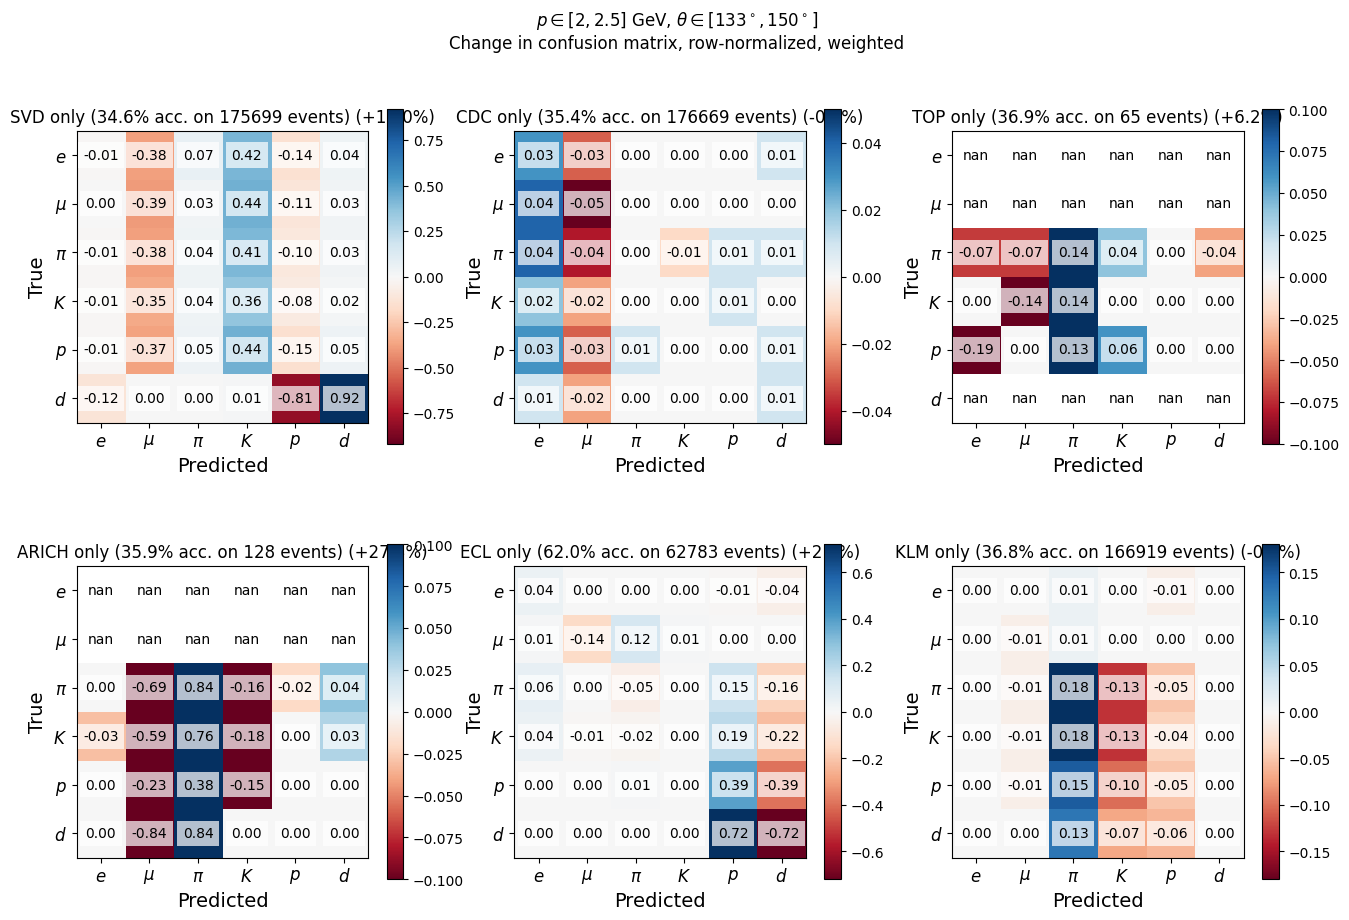 p ∈ [2, 2.5] GeV, θ ∈ [133°, 150°]
Change in confusion matrix, row-normalized, weighted
SVD only (34.6% acc. on 175699 events)
CDC only (35.4% acc. on 176669 events)
TOP only (36.9% acc. on 65 events)
True
e -0.01 -0.38 0.07 0.42 -0.14 0.04
μ 0.00 -0.39 0.03 0.44 -0.11 0.03
π -0.01 -0.38 0.04 0.41 -0.10 0.03
K -0.01 -0.35 0.04 0.36 -0.08 0.02
p -0.01 -0.37 0.05 0.44 -0.15 0.05
d -0.12 0.00 0.00 0.01 -0.81 0.92
e μ π K p d
Predicted
0.75
0.50
0.25
0.00
−0.25
−0.50
−0.75
True
e 0.03 -0.03 0.00 0.00 0.00 0.01
μ 0.04 -0.05 0.00 0.00 0.00 0.00
π 0.04 -0.04 0.00 -0.01 0.01 0.01
K 0.02 -0.02 0.00 0.00 0.01 0.00
p 0.03 -0.03 0.01 0.00 0.00 0.01
d 0.01 -0.02 0.00 0.00 0.00 0.01
e μ π K p d
Predicted
0.04
0.02
0.00
−0.02
−0.04
True
e nan nan nan nan nan nan
μ nan nan nan nan nan nan
π -0.07 -0.07 0.14 0.04 0.00 -0.04
K 0.00 -0.14 0.14 0.00 0.00 0.00
p -0.19 0.00 0.13 0.06 0.00 0.00
d nan nan nan nan nan nan
e μ π K p d
Predicted
0.100
0.075
0.050
0.025
0.000
−0.025
−0.050
−0.075
−0.100
ARICH only (35.9% acc. on 128 events)
ECL only (62.0% acc. on 62783 events)
KLM only (36.8% acc. on 166919 events)
True
e nan nan nan nan nan nan
μ nan nan nan nan nan nan
π 0.00 -0.69 0.84 -0.16 -0.02 0.04
K -0.03 -0.59 0.76 -0.18 0.00 0.03
p 0.00 -0.23 0.38 -0.15 0.00 0.00
d 0.00 -0.84 0.84 0.00 0.00 0.00
e μ π K p d
Predicted
0.100
0.075
0.050
0.025
0.000
−0.025
−0.050
−0.075
−0.100
True
e 0.04 0.00 0.00 0.00 -0.01 -0.04
μ 0.01 -0.14 0.12 0.01 0.00 0.00
π 0.06 0.00 -0.05 0.00 0.15 -0.16
K 0.04 -0.01 -0.02 0.00 0.19 -0.22
p 0.00 0.00 0.01 0.00 0.39 -0.39
d 0.00 0.00 0.00 0.00 0.72 -0.72
e μ π K p d
Predicted
0.6
0.4
0.2
0.0
−0.2
−0.4
−0.6
True
e 0.00 0.00 0.01 0.00 -0.01 0.00
μ 0.00 -0.01 0.01 0.00 0.00 0.00
π 0.00 -0.01 0.18 -0.13 -0.05 0.00
K 0.00 -0.01 0.18 -0.13 -0.04 0.00
p 0.00 -0.01 0.15 -0.10 -0.05 0.00
d 0.00 0.00 0.13 -0.07 -0.06 0.00
e μ π K p d
Predicted
0.15
0.10
0.05
0.00
−0.05
−0.10
−0.15